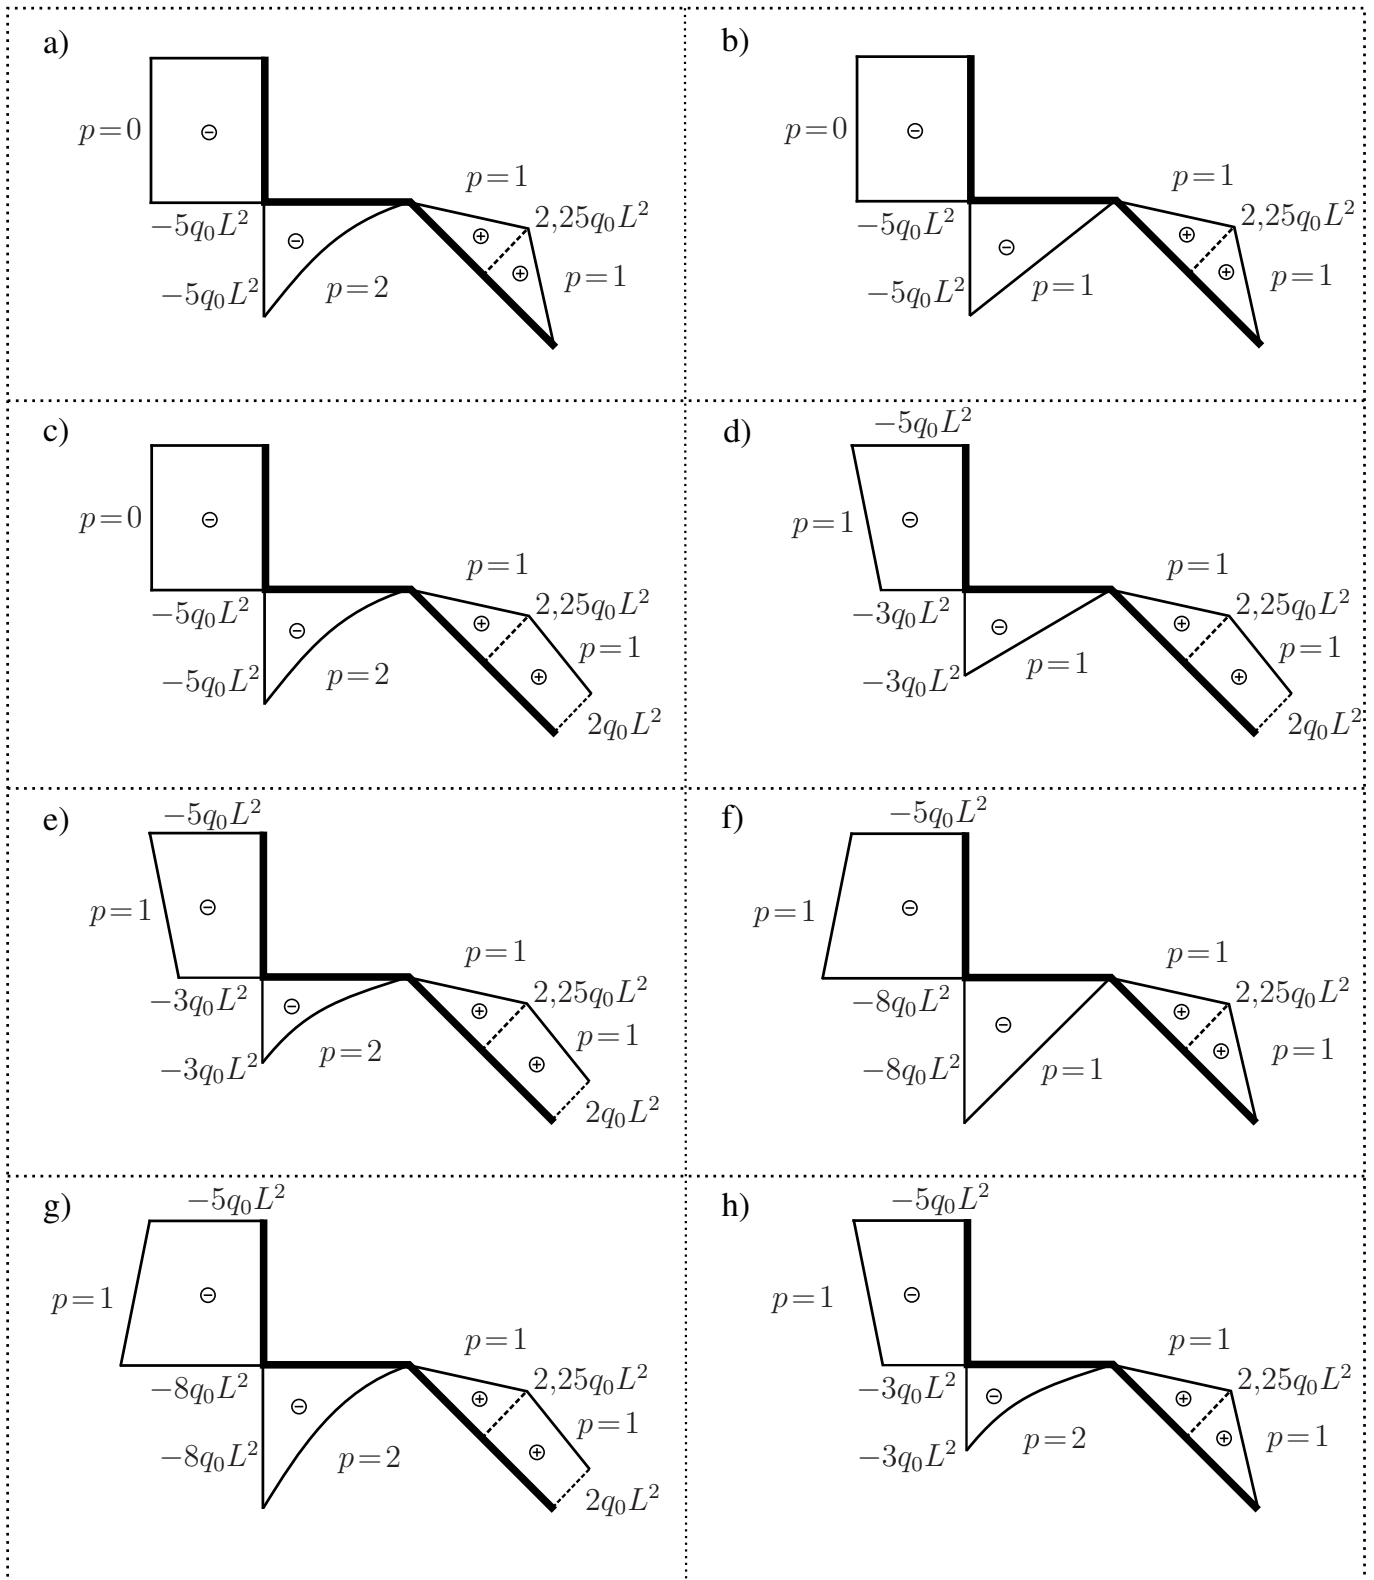 a)
p=0
−5q₀L²
−5q₀L²
p=2
p=1
2,25q₀L²
p=1
b)
p=0
−5q₀L²
−5q₀L²
p=1
p=1
2,25q₀L²
p=1
c)
p=0
−5q₀L²
−5q₀L²
p=2
p=1
2,25q₀L²
p=1
2q₀L²
d)
−5q₀L²
p=1
−3q₀L²
−3q₀L²
p=1
p=1
2,25q₀L²
p=1
2q₀L²
e)
−5q₀L²
p=1
−3q₀L²
−3q₀L²
p=2
p=1
2,25q₀L²
p=1
2q₀L²
f)
−5q₀L²
p=1
−8q₀L²
−8q₀L²
p=1
p=1
2,25q₀L²
p=1
g)
−5q₀L²
p=1
−8q₀L²
−8q₀L²
p=2
p=1
2,25q₀L²
p=1
2q₀L²
h)
−5q₀L²
p=1
−3q₀L²
−3q₀L²
p=2
p=1
2,25q₀L²
p=1